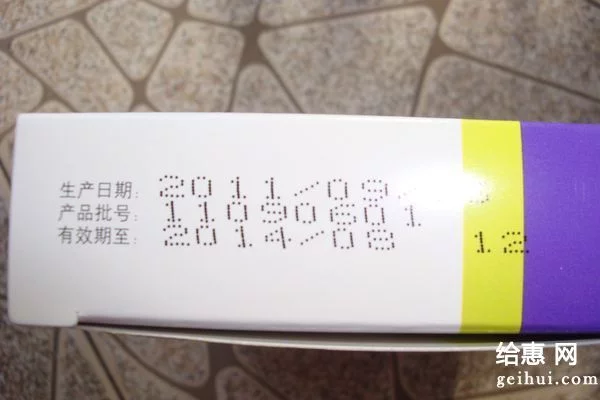 生产日期: 2011/09/
产品批号: 11090601
有效期至: 2014/08 12
给惠 网
geihui.com